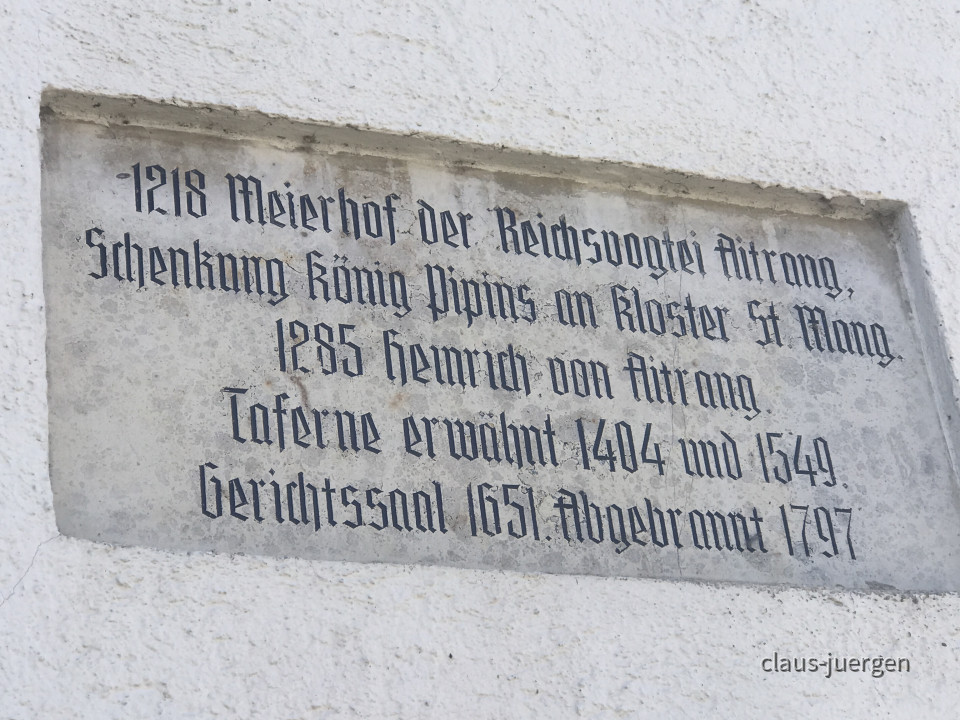 1218 Meierhof der Reichsvogtei Aitrang,
Schenkung König Pipins an Kloster St Mang.
1285 Heinrich von Aitrang.
Taferne erwähnt 1404 und 1549.
Gerichtssaal 1651. Abgebrannt 1797
claus-juergen